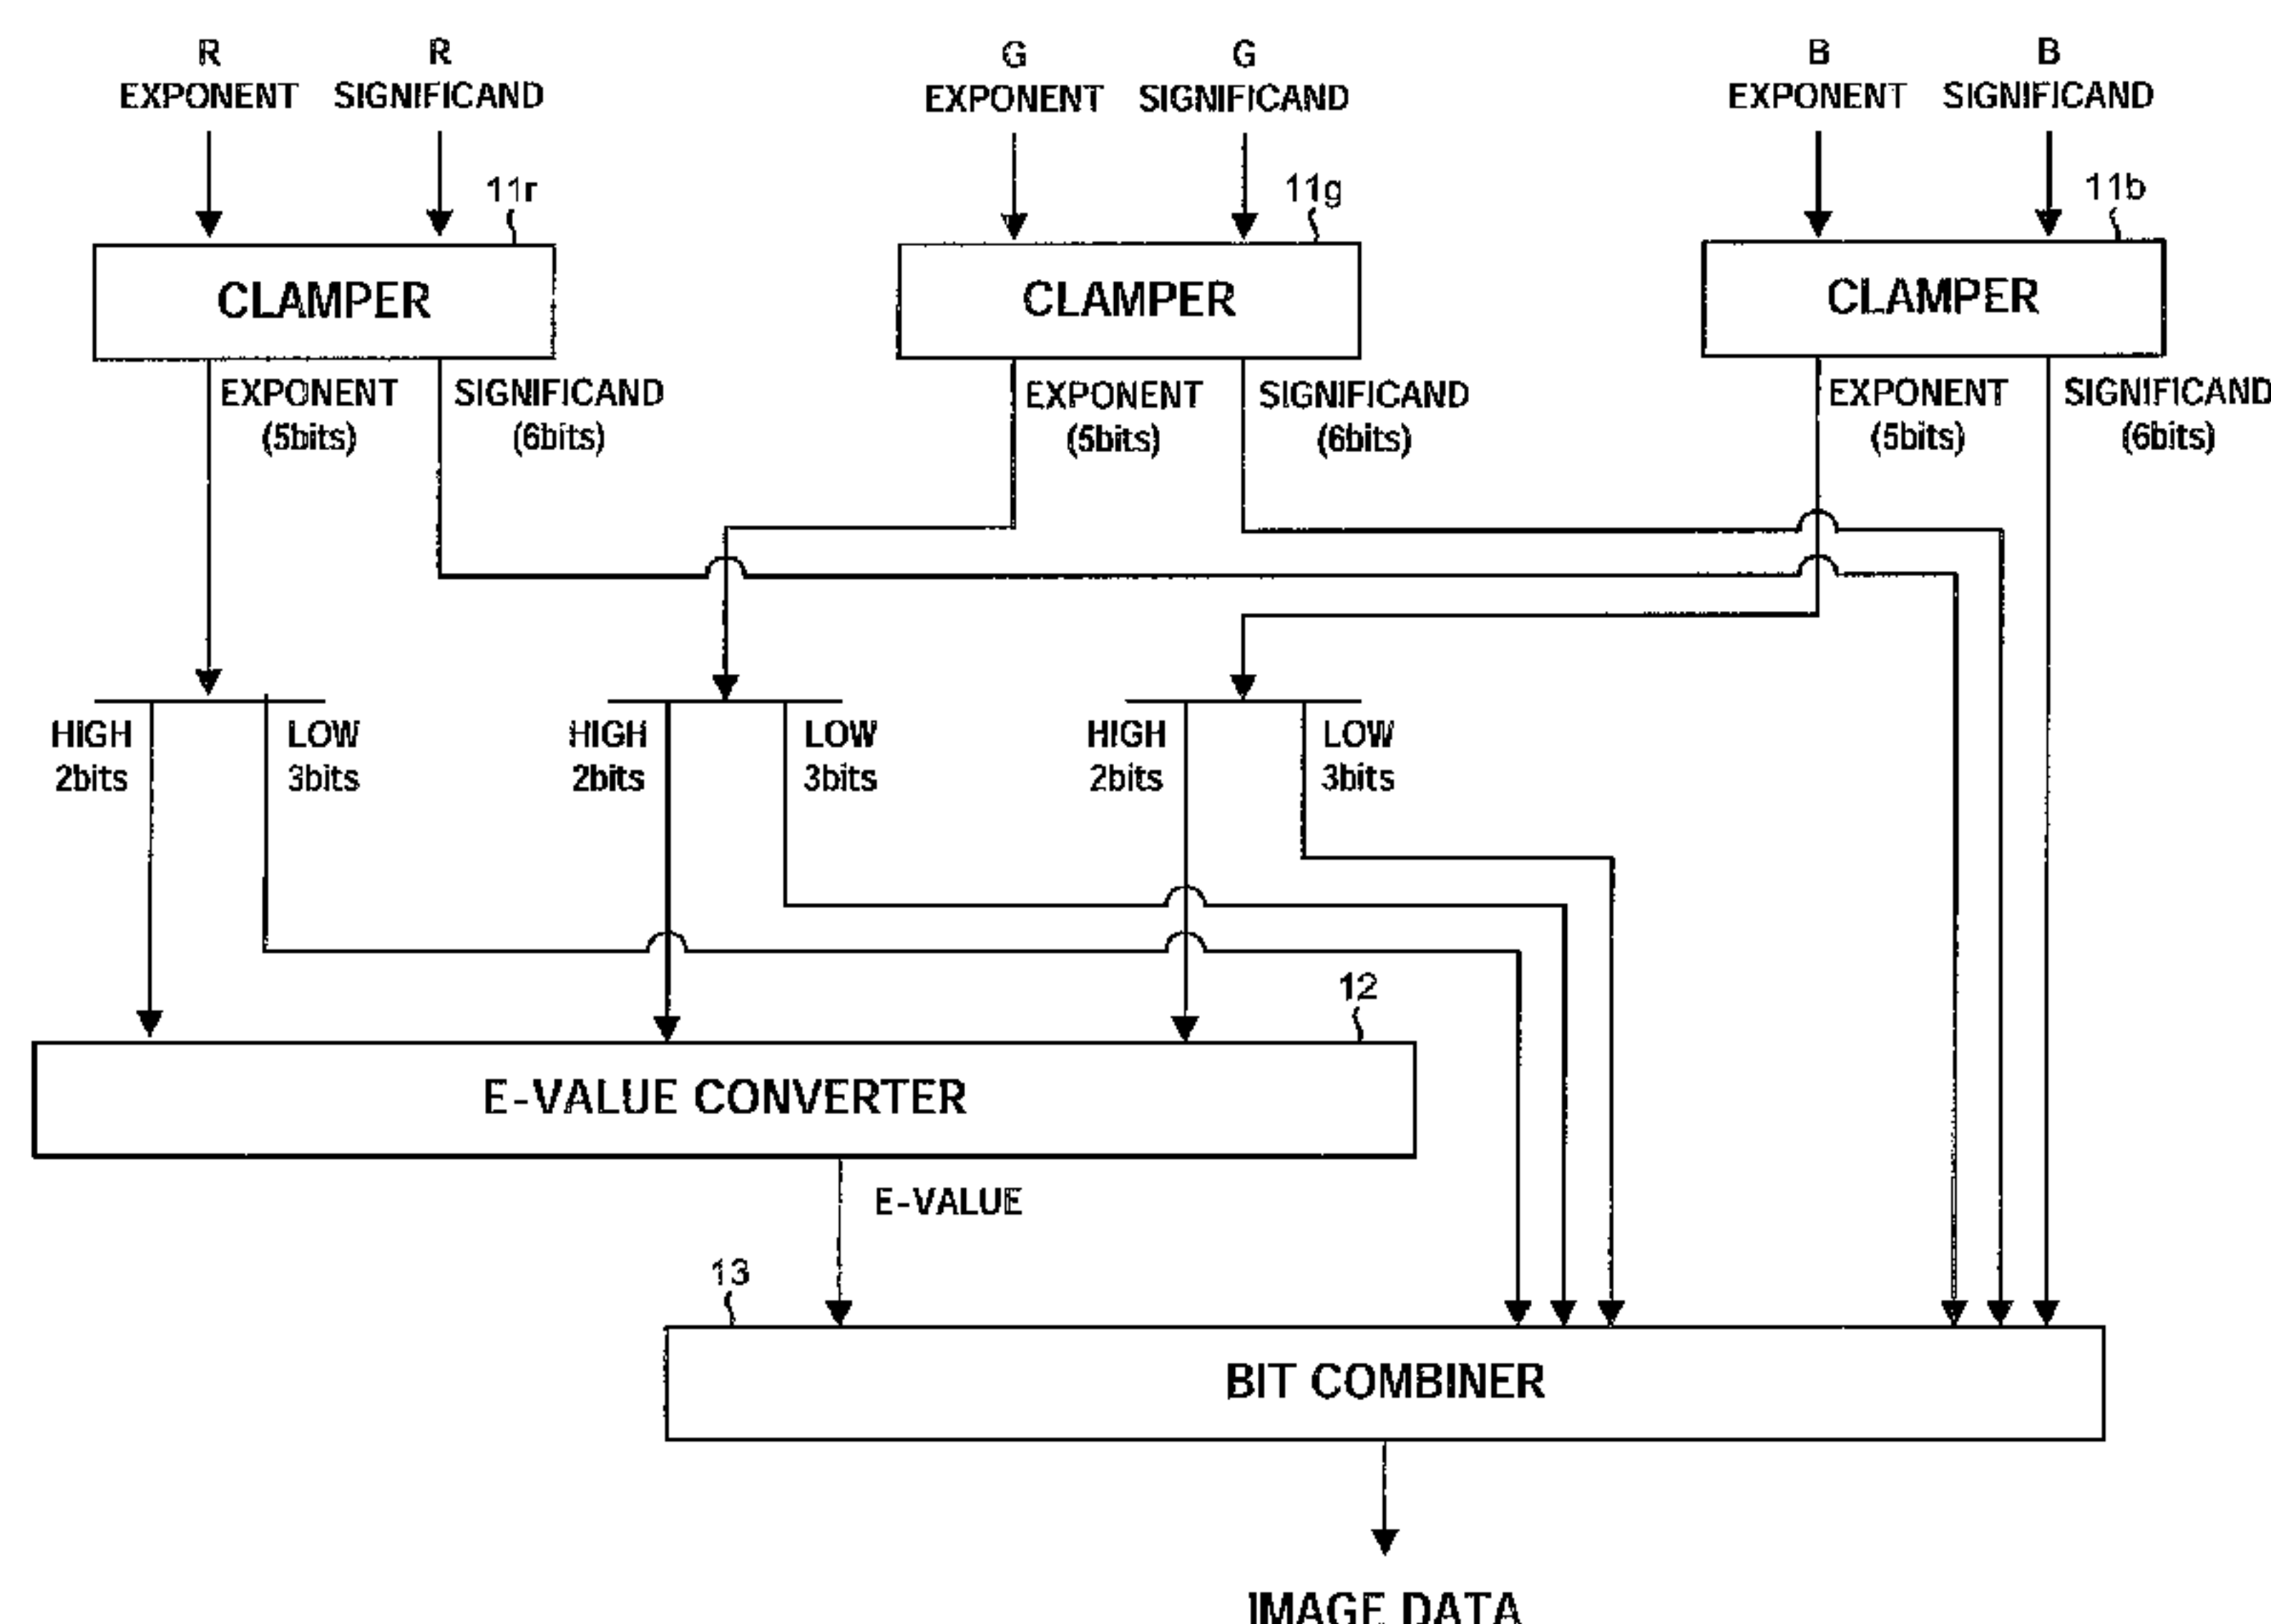 R
EXPONENT
R
SIGNIFICAND
G
EXPONENT
G
SIGNIFICAND
B
EXPONENT
B
SIGNIFICAND
11r
11g
11b
CLAMPER
CLAMPER
CLAMPER
EXPONENT
(5bits)
SIGNIFICAND
(6bits)
EXPONENT
(5bits)
SIGNIFICAND
(6bits)
EXPONENT
(5bits)
SIGNIFICAND
(6bits)
HIGH
2bits
LOW
3bits
HIGH
2bits
LOW
3bits
HIGH
2bits
LOW
3bits
12
E-VALUE CONVERTER
E-VALUE
13
BIT COMBINER
IMAGE DATA